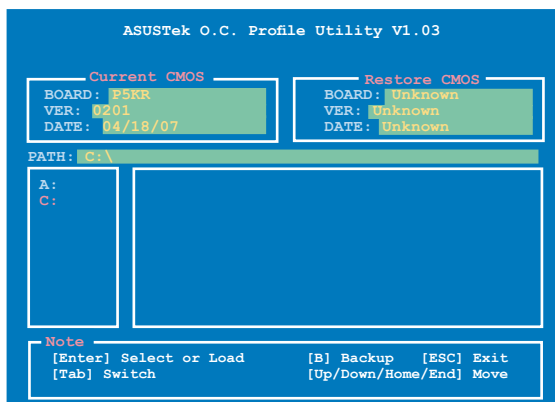 ASUSTek O.C. Profile Utility V1.03
Current CMOS
BOARD: P5KR
VER: 0201
DATE: 04/18/07
Restore CMOS
BOARD: Unknown
VER: Unknown
DATE: Unknown
PATH: C:\
A:
C:
Note
[Enter] Select or Load [B] Backup [ESC] Exit
[Tab] Switch [Up/Down/Home/End] Move